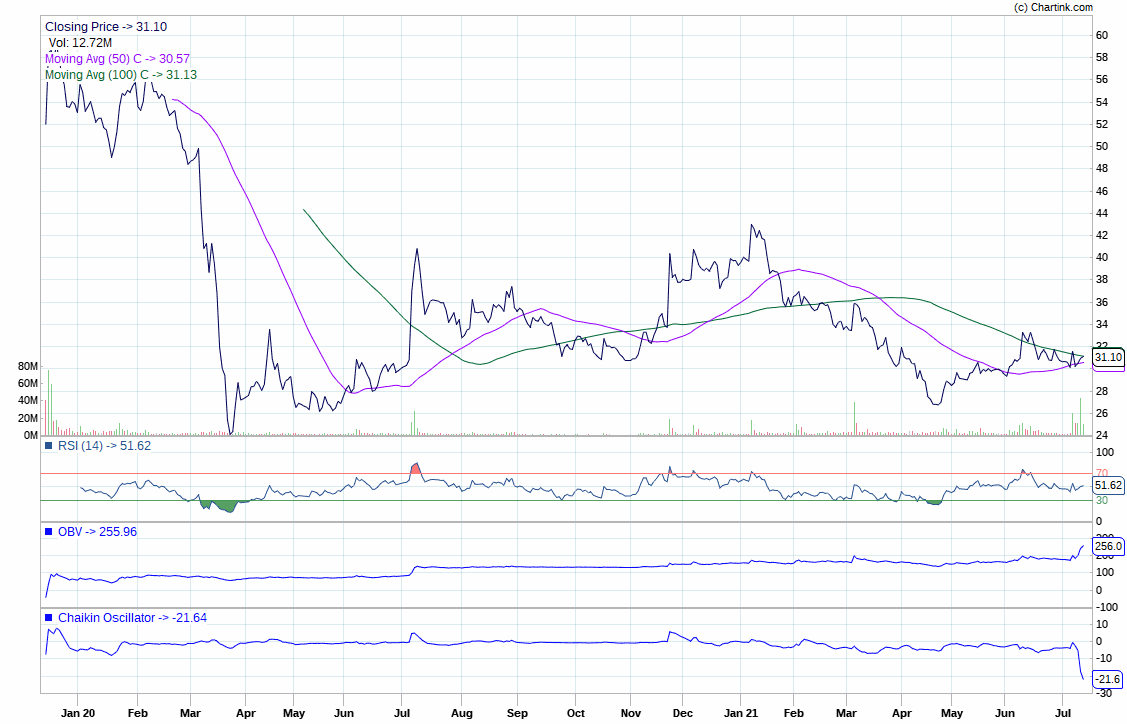 (c) Chartink.com
Closing Price -> 31.10
Vol: 12.72M
Moving Avg (50) C -> 30.57
Moving Avg (100) C -> 31.13
60
58
56
54
52
50
48
46
44
42
40
38
36
34
32
31.10
28
26
24
80M
60M
40M
20M
0M
RSI (14) -> 51.62
100
70
51.62
30
0
OBV -> 255.96
256.0
100
0
-100
Chaikin Oscillator -> -21.64
10
0
-10
-21.6
-30
Jan 20 Feb Mar Apr May Jun Jul Aug Sep Oct Nov Dec Jan 21 Feb Mar Apr May Jun Jul